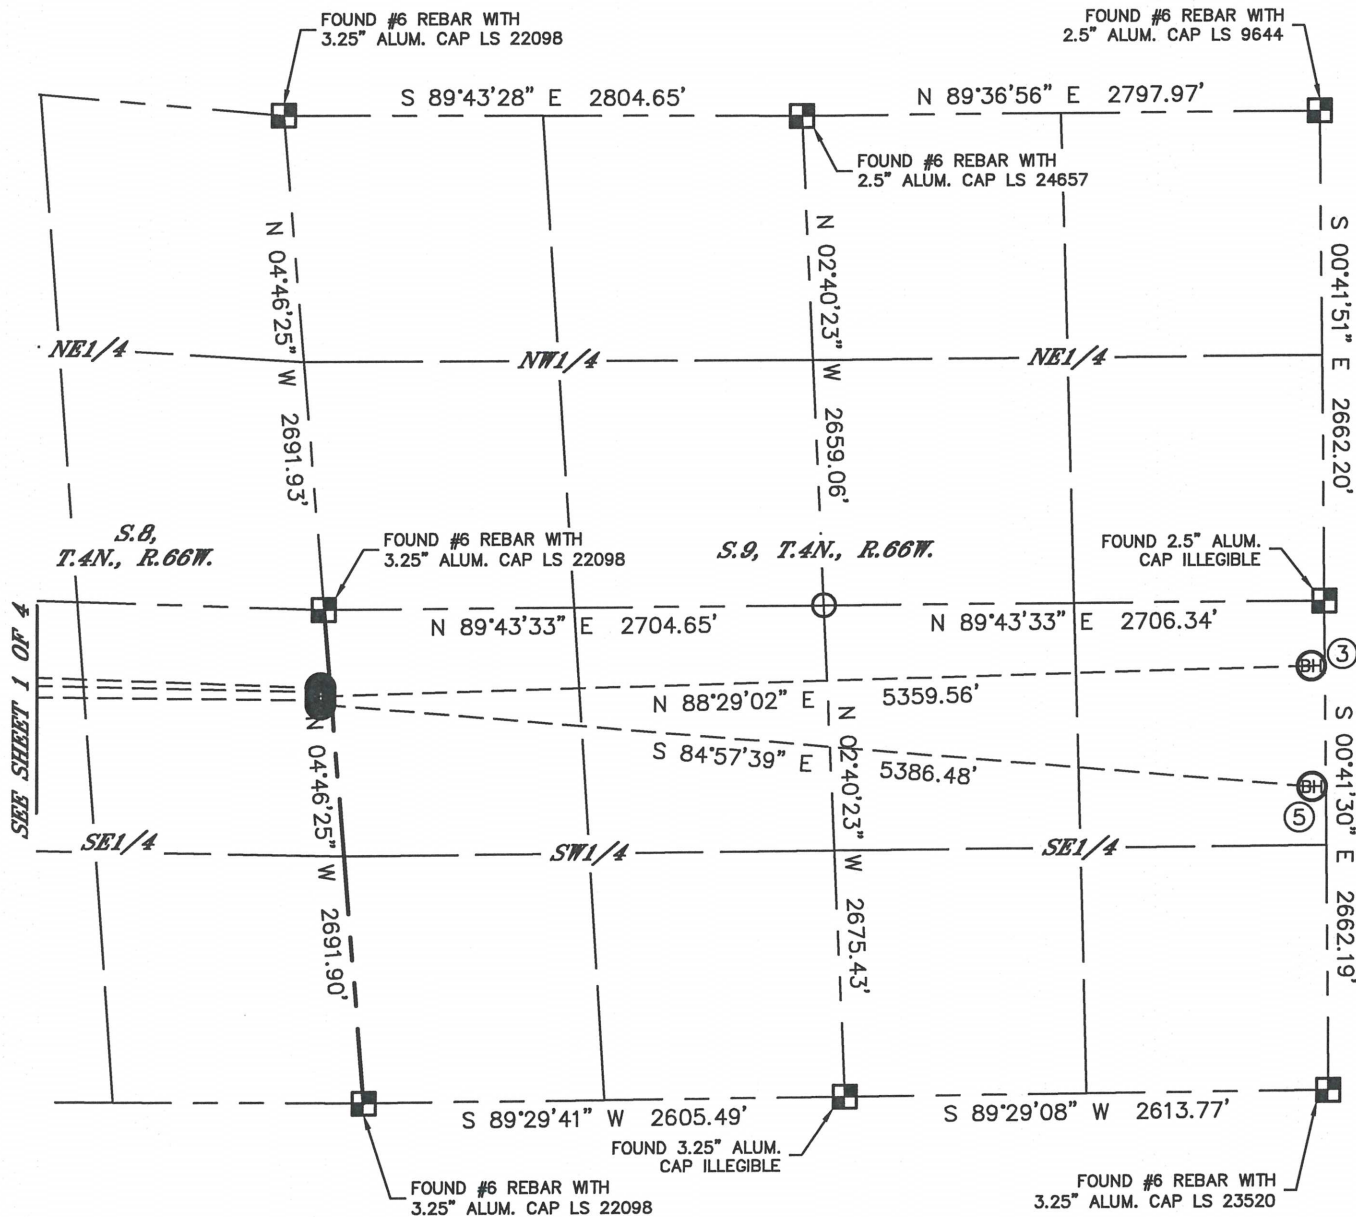 FOUND #6 REBAR WITH
3.25" ALUM. CAP LS 22098
FOUND #6 REBAR WITH
2.5" ALUM. CAP LS 9644
S 89°43'28" E 2804.65'
N 89°36'56" E 2797.97'
FOUND #6 REBAR WITH
2.5" ALUM. CAP LS 24657
N 04°46'25" W 2691.93'
N 02°40'23" W 2659.06'
S 00°41'51" E 2662.20'
NE1/4
NW1/4
NE1/4
S.8,
T.4N., R.66W.
FOUND #6 REBAR WITH
3.25" ALUM. CAP LS 22098
S.9, T.4N., R.66W.
FOUND 2.5" ALUM.
CAP ILLEGIBLE
N 89°43'33" E 2704.65'
N 89°43'33" E 2706.34'
SEE SHEET 1 OF 4
BH
3
N 88°29'02" E 5359.56'
S 84°57'39" E 5386.48'
BH
5
N 04°46'25" W 2691.90'
N 02°40'23" W 2675.43'
S 00°41'30" E 2662.19'
SE1/4
SW1/4
SE1/4
S 89°29'41" W 2605.49'
S 89°29'08" W 2613.77'
FOUND 3.25" ALUM.
CAP ILLEGIBLE
FOUND #6 REBAR WITH
3.25" ALUM. CAP LS 22098
FOUND #6 REBAR WITH
3.25" ALUM. CAP LS 23520